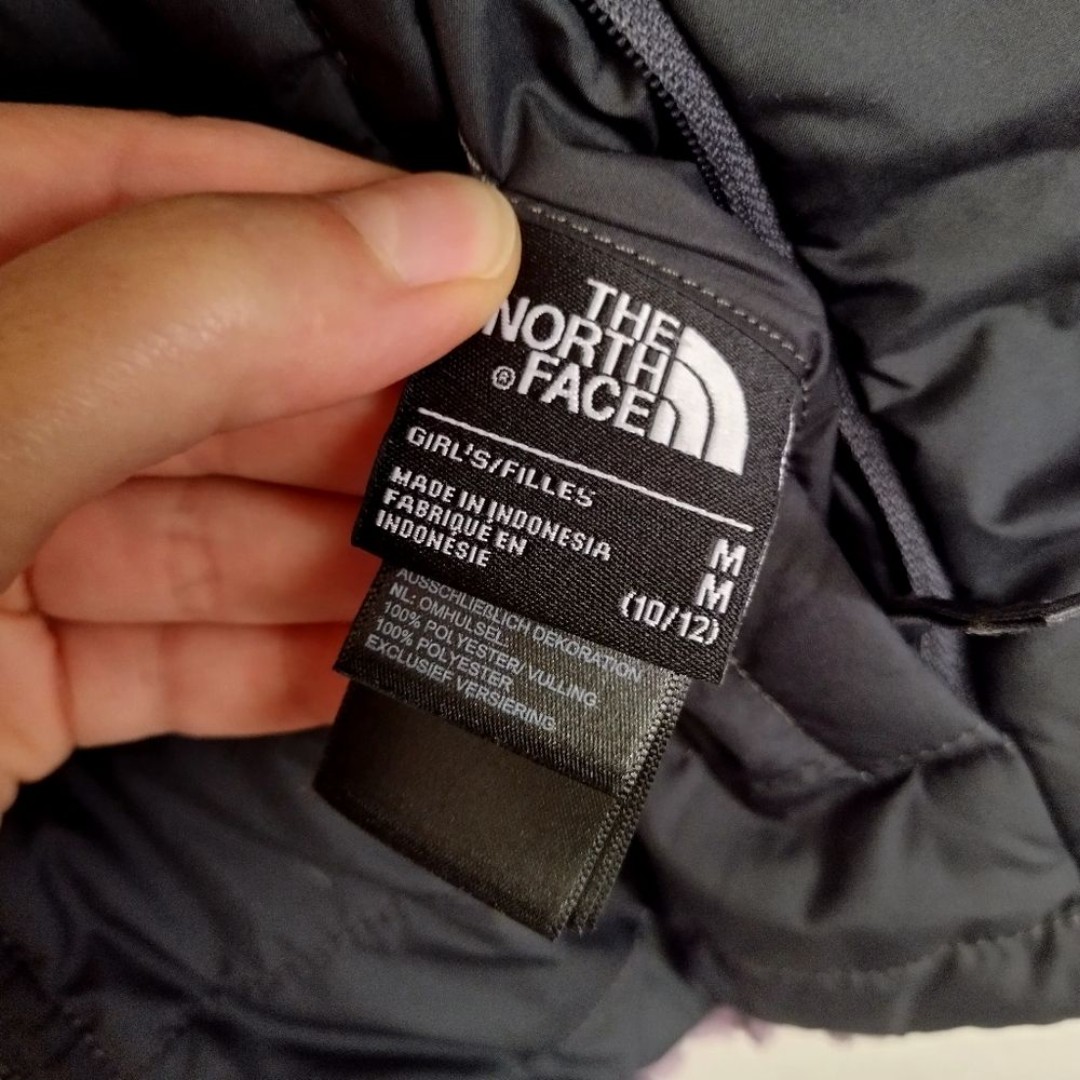 THE
NORTH
®FACE
GIRL'S/FILLES
MADE IN INDONESIA
FABRIQUÉ EN
INDONÉSIE
M
M
(10/12)
AUSSCHLIEBLICH DEKORATION
NL: OMHULSEL:
100% POLYESTER/ VULLING
100% POLYESTER
EXCLUSIEF VERSIERING